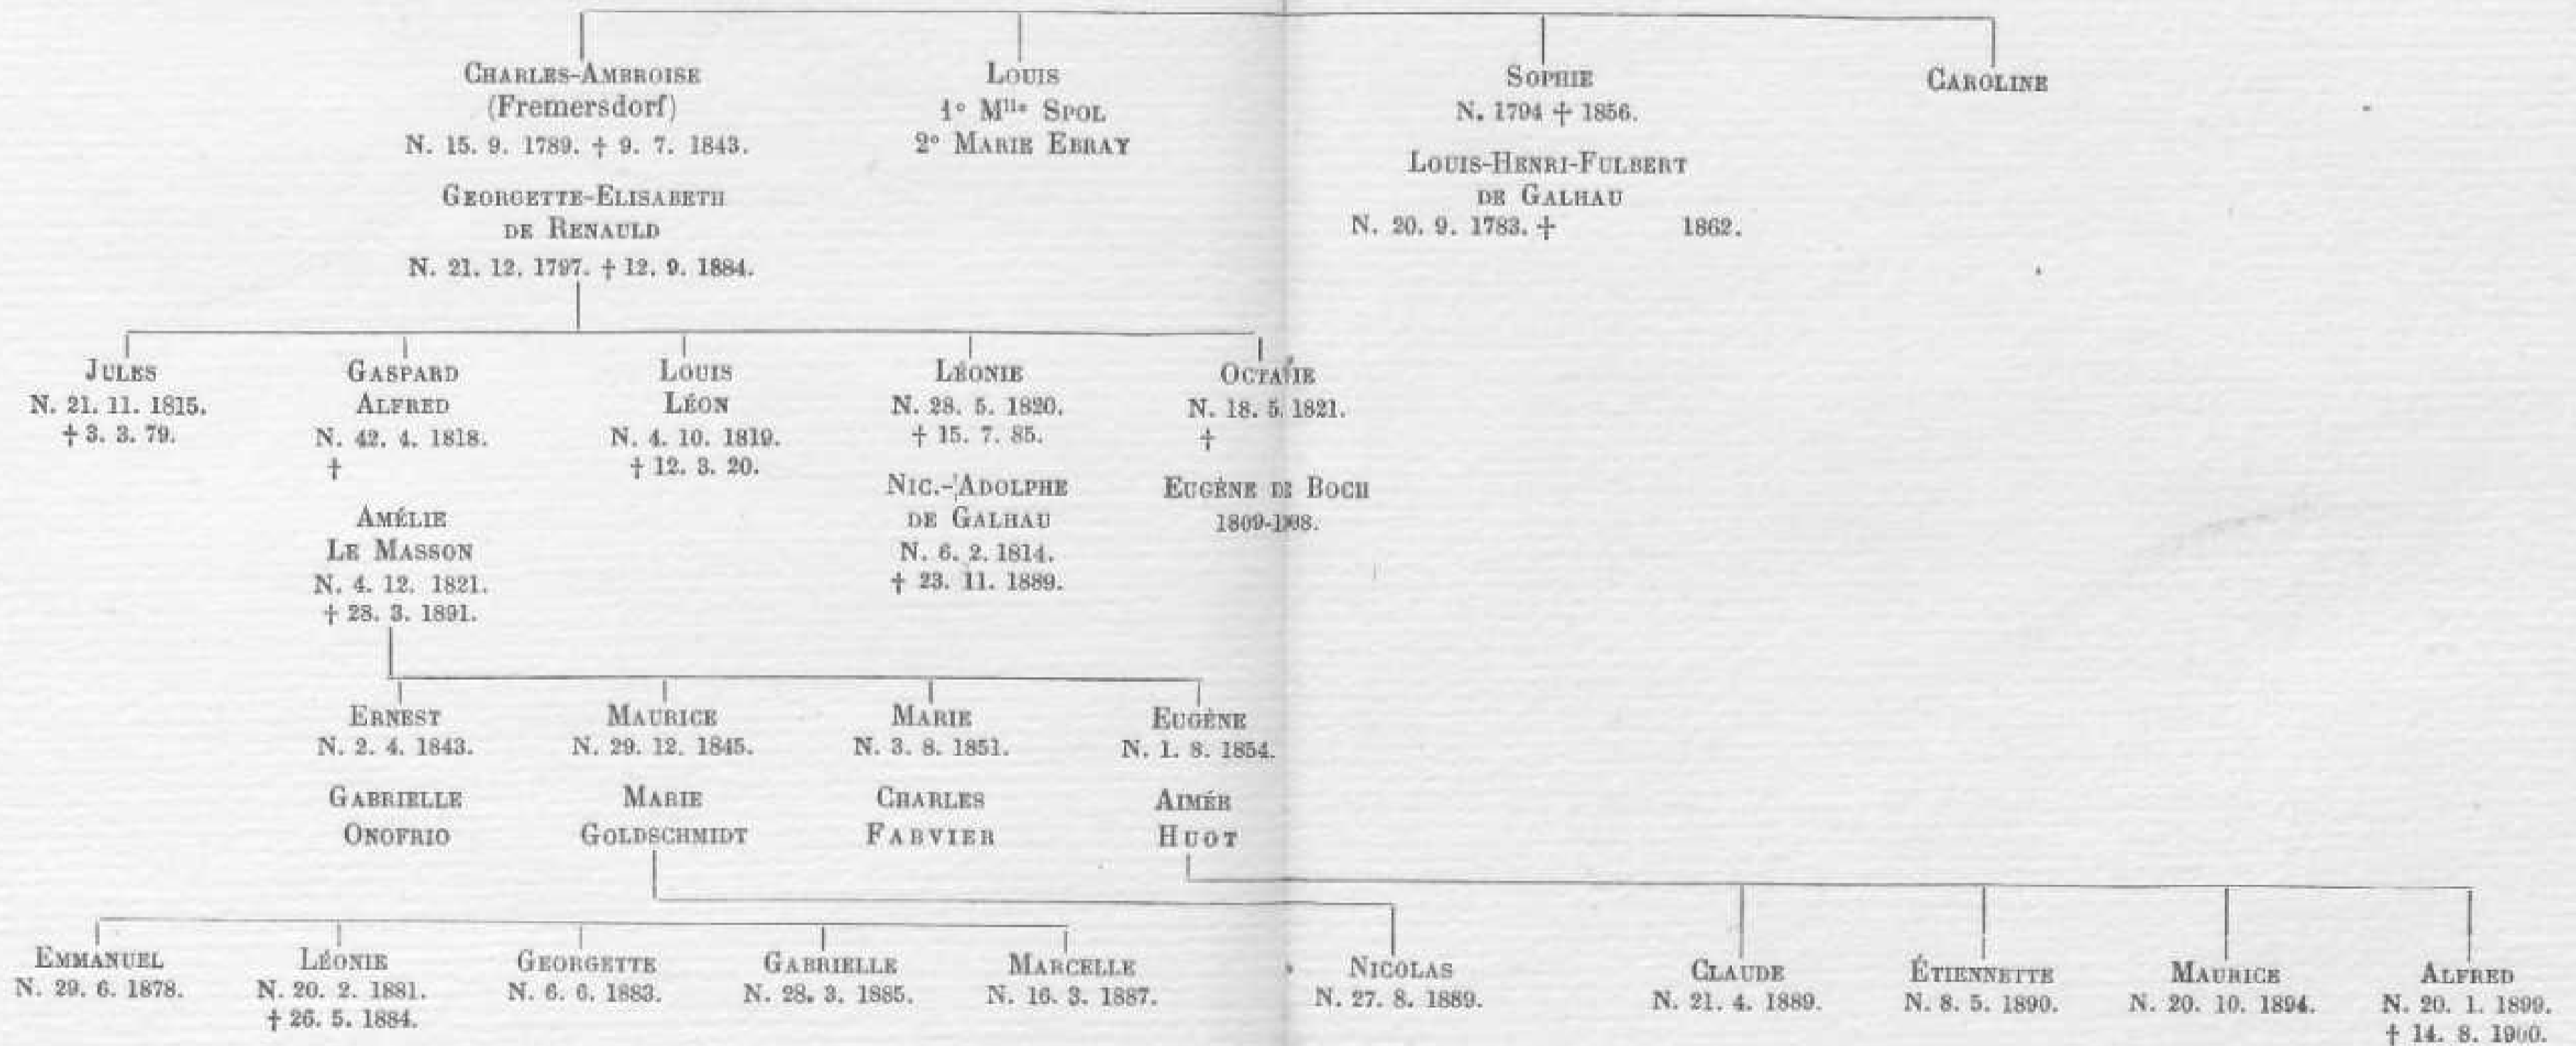 Charles-Ambroise
(Fremersdorf)
N. 15. 9. 1789. † 9. 7. 1843.
Georgette-Elisabeth
de Renauld
N. 21. 12. 1797. † 12. 9. 1884.
Louis
1° Mlle Spol
2° Marie Ebray
Sophie
N. 1794 † 1856.
Louis-Henri-Fulbert
de Galhau
N. 20. 9. 1783. † 1862.
Caroline
Jules
N. 21. 11. 1815.
† 3. 3. 79.
Gaspard
Alfred
N. 42. 4. 1818.
†
Amélie
Le Masson
N. 4. 12. 1821.
† 28. 3. 1891.
Louis
Léon
N. 4. 10. 1819.
† 12. 3. 20.
Léonie
N. 28. 5. 1820.
† 15. 7. 85.
Nic.-Adolphe
de Galhau
N. 6. 2. 1814.
† 23. 11. 1889.
Octavie
N. 18. 5. 1821.
†
Eugène de Boch
1809-
Ernest
N. 2. 4. 1843.
Gabrielle
Onofrio
Maurice
N. 29. 12. 1845.
Marie
Goldschmidt
Marie
N. 3. 8. 1851.
Charles
Fabvier
Eugène
N. 1. 8. 1854.
Aimée
Huot
Emmanuel
N. 29. 6. 1878.
Léonie
N. 20. 2. 1881.
† 26. 5. 1884.
Georgette
N. 6. 6. 1883.
Gabrielle
N. 28. 3. 1885.
Marcelle
N. 16. 3. 1887.
Nicolas
N. 27. 8. 1889.
Claude
N. 21. 4. 1889.
Étiennette
N. 8. 5. 1890.
Maurice
N. 20. 10. 1894.
Alfred
N. 20. 1. 1899.
† 14. 8. 1900.